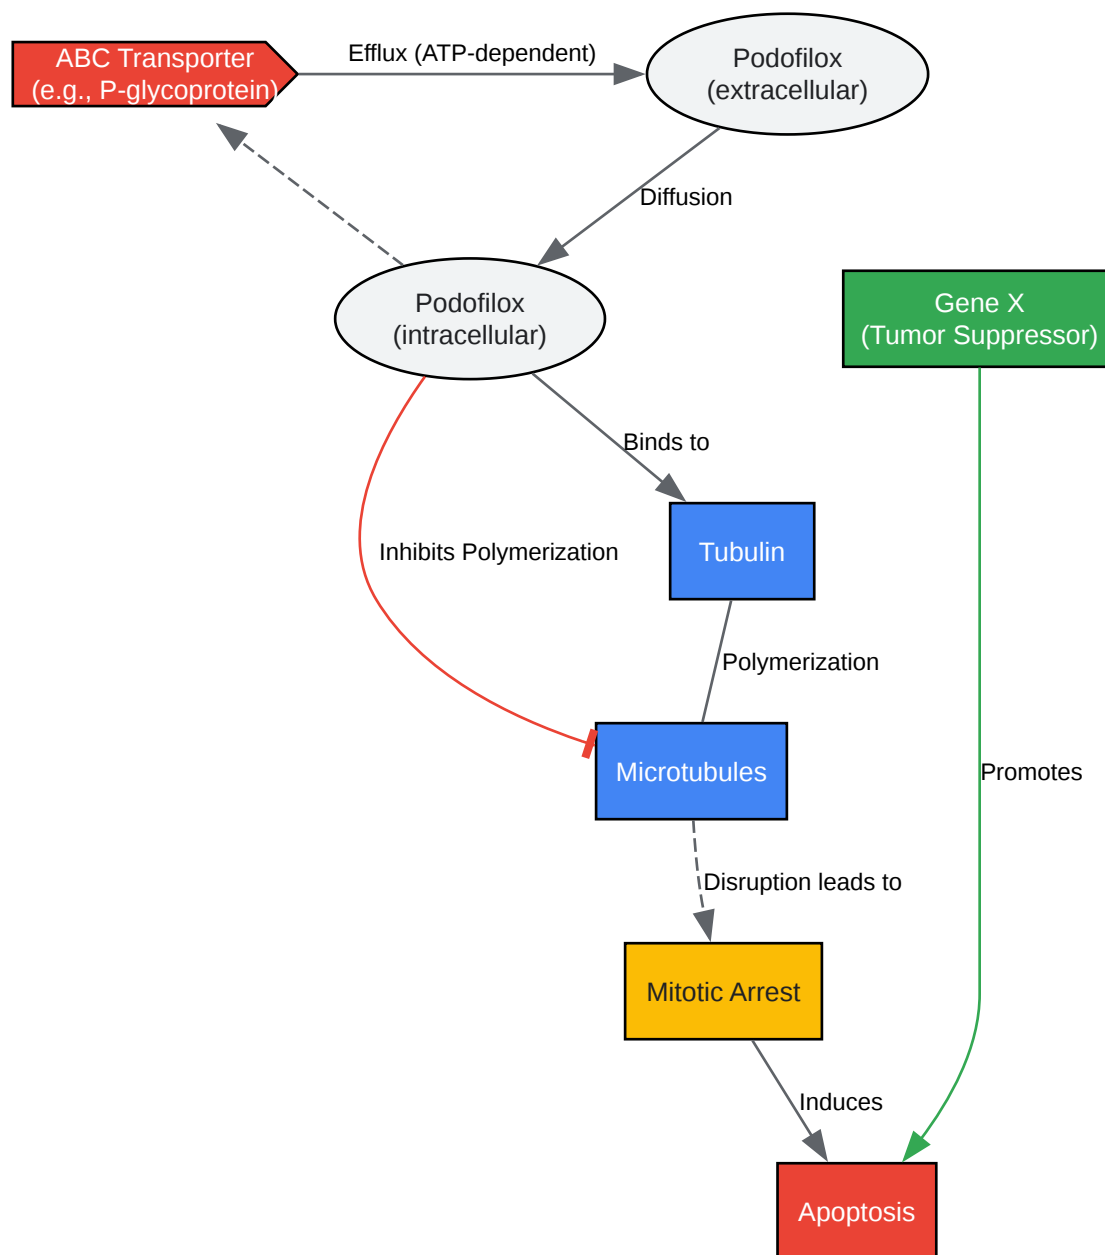 ABC Transporter
(e.g., P-glycoprotein)
Efflux (ATP-dependent)
Podofilox
(extracellular)
Diffusion
Podofilox
(intracellular)
Gene X
(Tumor Suppressor)
Binds to
Tubulin
Inhibits Polymerization
Polymerization
Microtubules
Promotes
Disruption leads to
Mitotic Arrest
Induces
Apoptosis